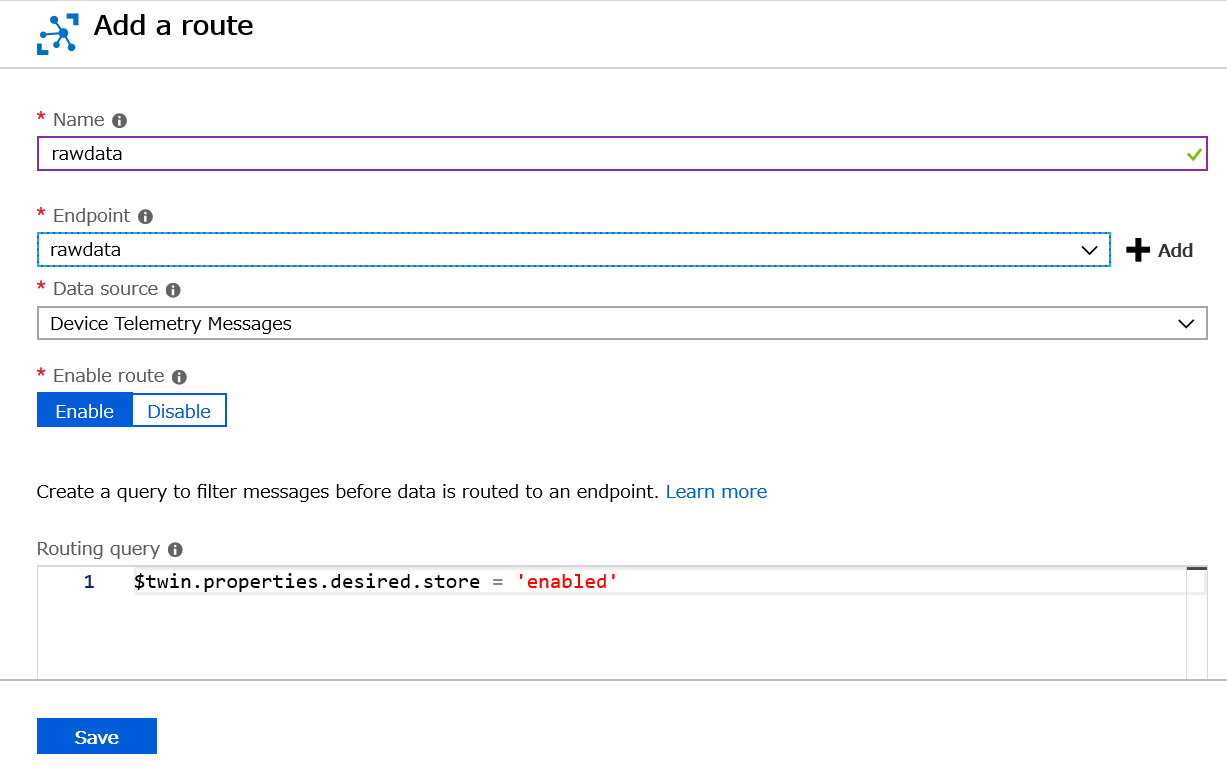 Add a route
* Name
rawdata
* Endpoint
rawdata
Add
* Data source
Device Telemetry Messages
* Enable route
Enable Disable
Create a query to filter messages before data is routed to an endpoint. Learn more
Routing query
1 $twin.properties.desired.store = 'enabled'
Save